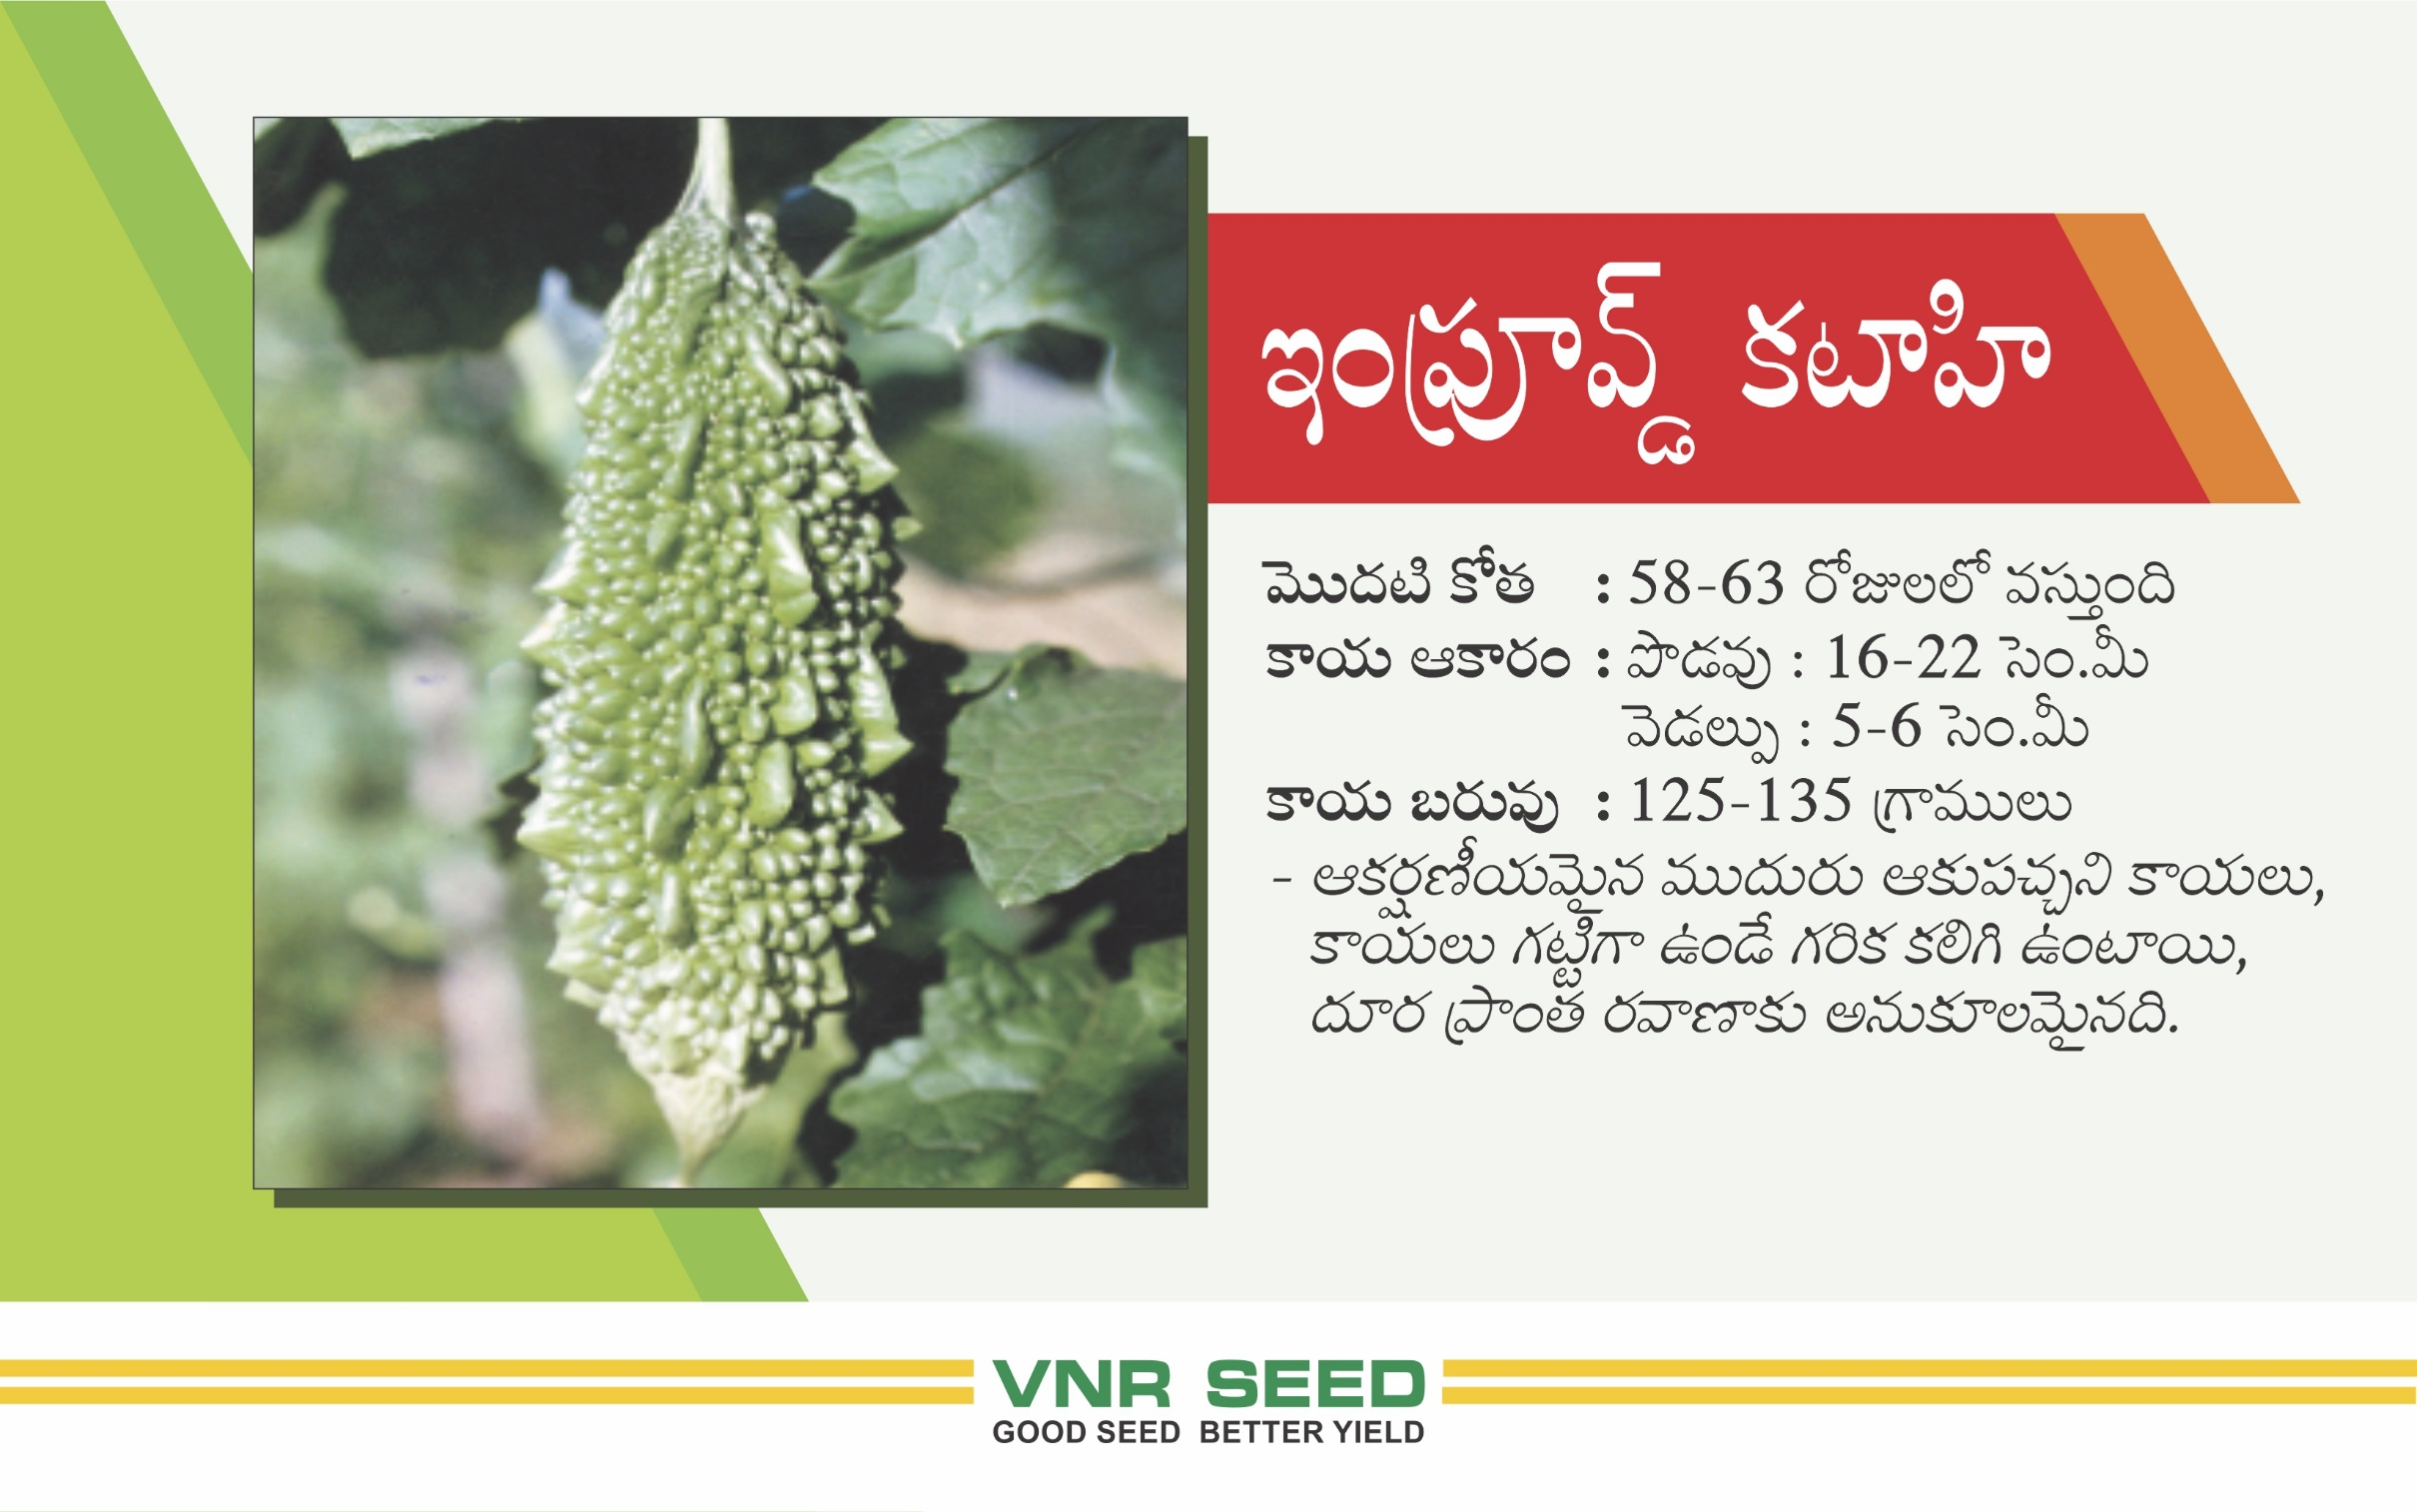 ఇంప్రూవ్డ్ కటాహి
మొదటి కోత : 58-63 రోజులలో వస్తుంది
కాయ ఆకారం : పొడవు : 16-22 సెం.మీ
వెడల్పు : 5-6 సెం.మీ
కాయ బరువు : 125-135 గ్రాములు
- ఆకర్షణీయమైన ముదురు ఆకుపచ్చని కాయలు,
కాయలు గట్టిగా ఉండే గరిక కలిగి ఉంటాయి,
దూర ప్రాంత రవాణాకు అనుకూలమైనది.
VNR SEED
GOOD SEED BETTER YIELD